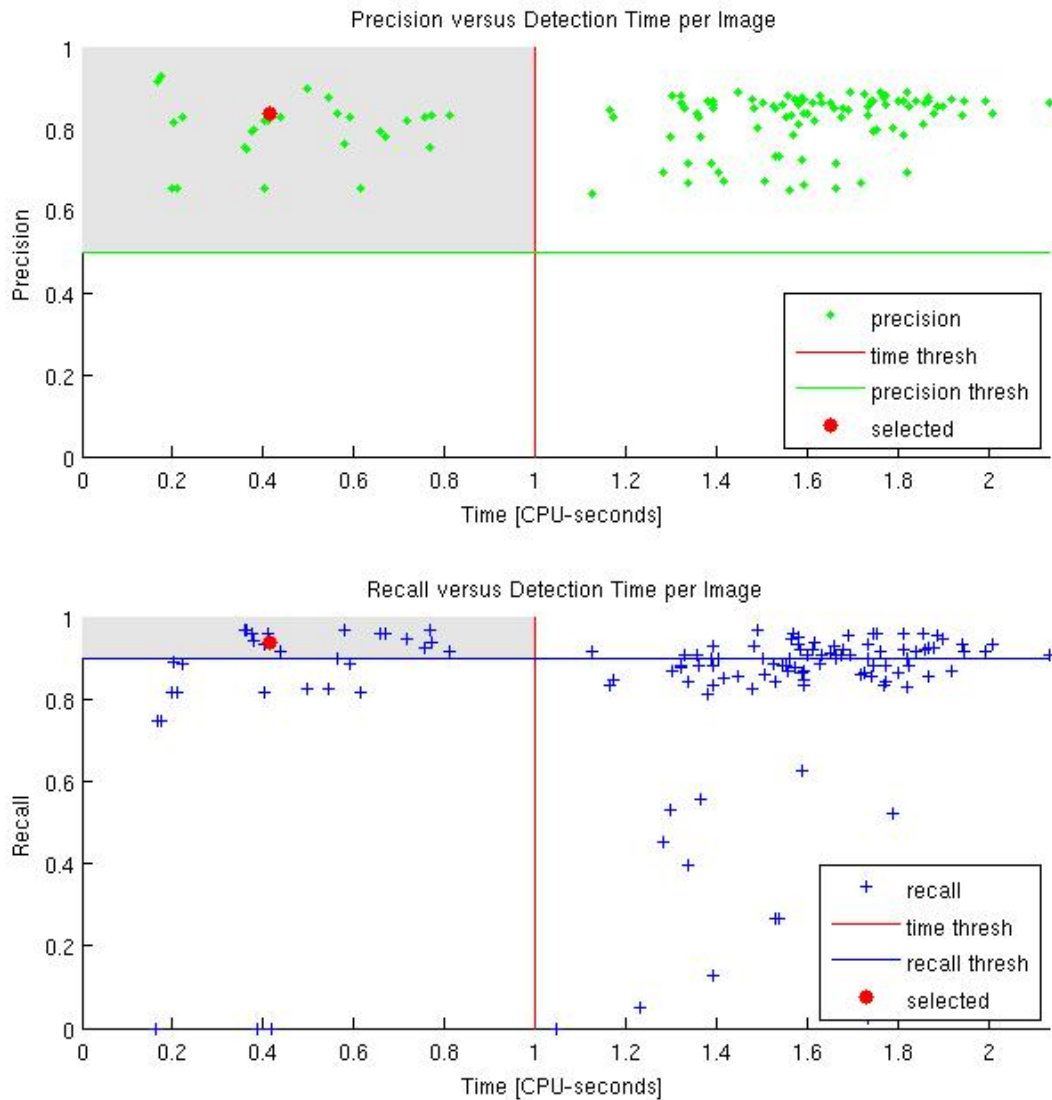 Precision versus Detection Time per Image
1
0.8
0.6
0.4
0.2
0
Precision
0 0.2 0.4 0.6 0.8 1 1.2 1.4 1.6 1.8 2
Time [CPU-seconds]
precision
time thresh
precision thresh
selected
Recall versus Detection Time per Image
1
0.8
0.6
0.4
0.2
0
Recall
0 0.2 0.4 0.6 0.8 1 1.2 1.4 1.6 1.8 2
Time [CPU-seconds]
recall
time thresh
recall thresh
selected